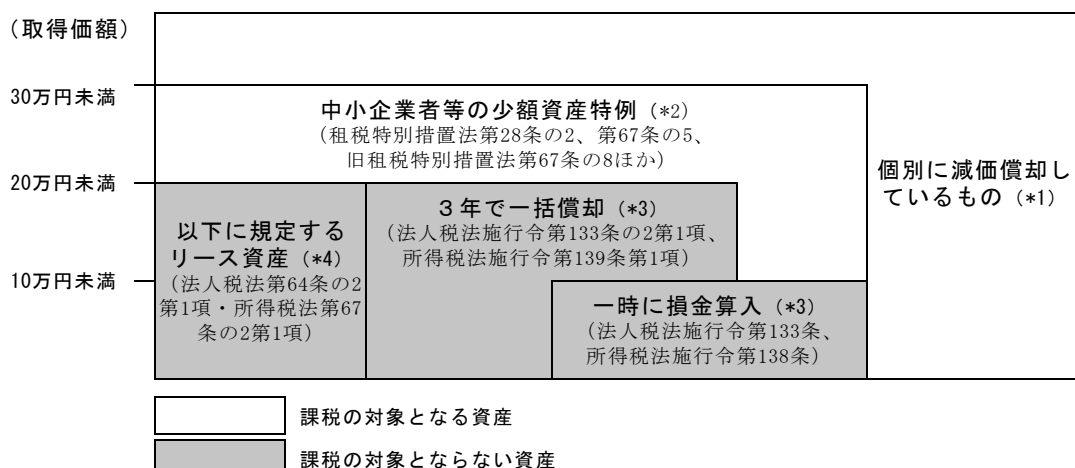 （取得価額）
30万円未満
中小企業者等の少額資産特例（*2）
（租税特別措置法第28条の2、第67条の5、
旧租税特別措置法第67条の8ほか）
個別に減価償却し
ているもの（*1）
20万円未満
３年で一括償却（*3）
（法人税法施行令第133条の2第1項、
所得税法施行令第139条第1項）
以下に規定する
リース資産（*4）
（法人税法第64条の2
第1項・所得税法第67
条の2第1項）
10万円未満
一時に損金算入（*3）
（法人税法施行令第133条、
所得税法施行令第138条）
課税の対象となる資産
課税の対象とならない資産